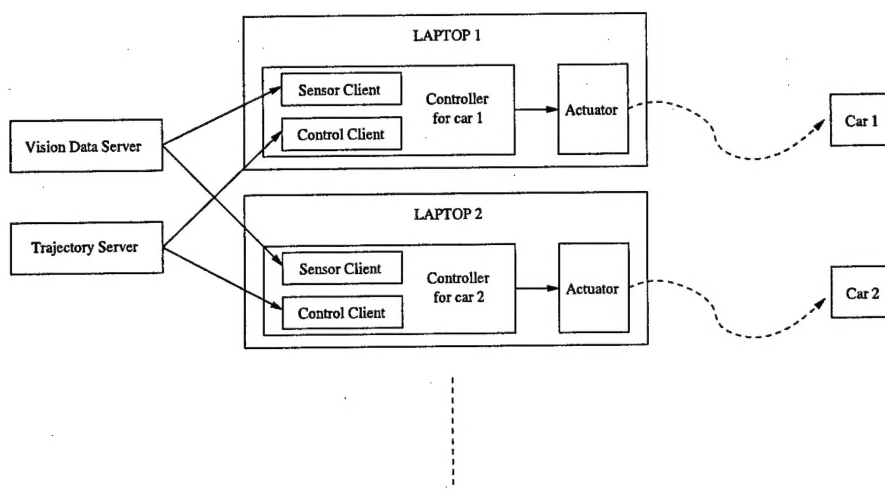 LAPTOP 1
Sensor Client
Controller
for car 1
Control Client
Actuator
Car 1
Vision Data Server
Trajectory Server
LAPTOP 2
Sensor Client
Controller
for car 2
Control Client
Actuator
Car 2